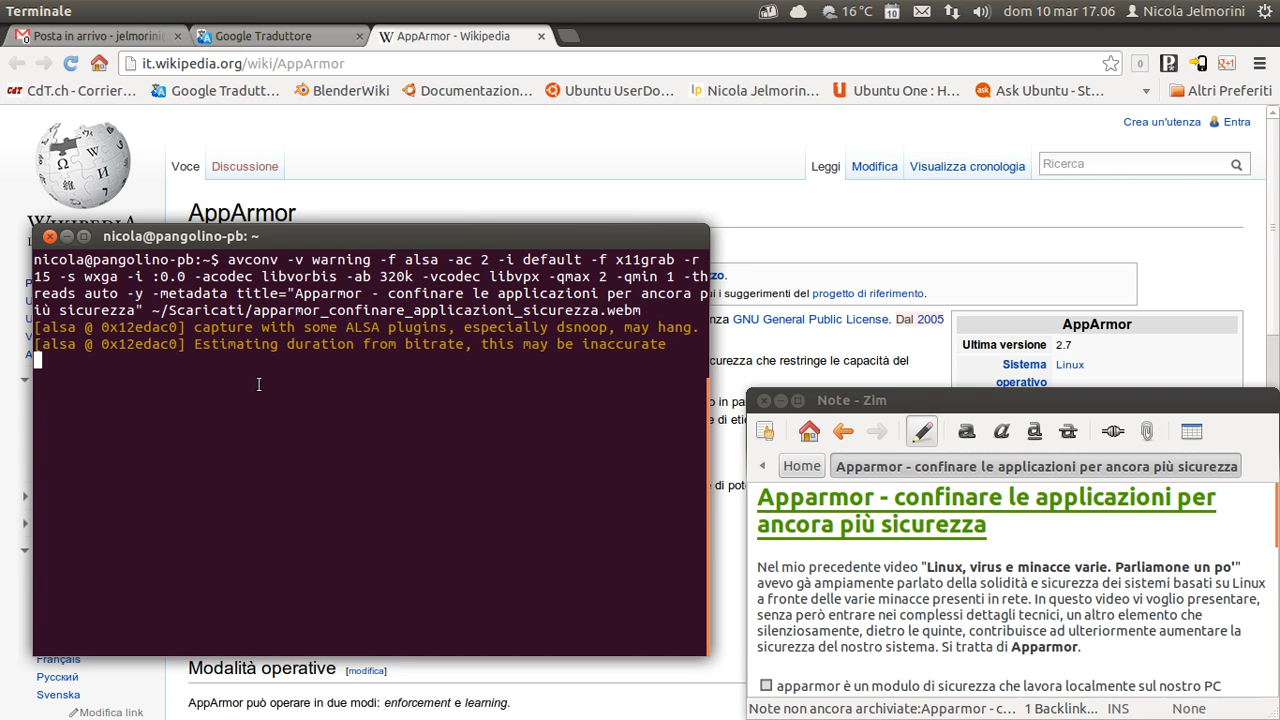 Terminale
16 °C
10
dom 10 mar 17.06
Nicola Jelmorini
Posta in arrivo - jelmorini
Google Traduttore
AppArmor - Wikipedia
it.wikipedia.org/wiki/AppArmor
0
CdT.ch - Corrier...
Google Tradutt...
BlenderWiki
Documentazion...
Ubuntu UserDo...
Nicola Jelmorin...
Ubuntu One : H...
Ask Ubuntu - St...
Altri Preferiti
Crea un'utenza
Entra
Voce
Discussione
Leggi
Modifica
Visualizza cronologia
Ricerca
AppArmor
nicola@pangolino-pb: ~
nicola@pangolino-pb:~$ avconv -v warning -f alsa -ac 2 -i default -f x11grab -r
15 -s wxga -i :0.0 -acodec libvorbis -ab 320k -vcodec libvpx -qmax 2 -qmin 1 -th
reads auto -y -metadata title="Apparmor - confinare le applicazioni per ancora p
iù sicurezza" ~/Scaricati/apparmor_confinare_applicazioni_sicurezza.webm
[alsa @ 0x12edac0] capture with some ALSA plugins, especially dsnoop, may hang.
[alsa @ 0x12edac0] Estimating duration from bitrate, this may be inaccurate
zo.
i suggerimenti del progetto di riferimento.
GNU General Public License. Dal 2005
curezza che restringe le capacità del
AppArmor
Ultima versione 2.7
Sistema operativo Linux
Note - Zim
Home
Apparmor - confinare le applicazioni per ancora più sicurezza
Apparmor - confinare le applicazioni per
ancora più sicurezza
Nel mio precedente video "Linux, virus e minacce varie. Parliamone un po'"
avevo gà ampiamente parlato della solidità e sicurezza dei sistemi basati su Linux
a fronte delle varie minacce presenti in rete. In questo video vi voglio presentare,
senza però entrare nei complessi dettagli tecnici, un altro elemento che
silenziosamente, dietro le quinte, contribuisce ad ulteriormente aumentare la
sicurezza del nostro sistema. Si tratta di Apparmor.
apparmor è un modulo di sicurezza che lavora localmente sul nostro PC
Note non ancora archiviate:Apparmor - c...
1 Backlink...
INS
None
Français
Русский
Svenska
Modifica link
Modalità operative [modifica]
AppArmor può operare in due modi: enforcement e learning.